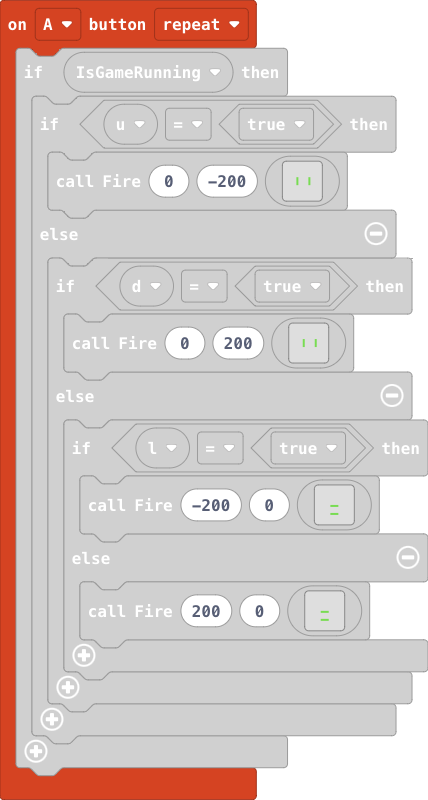 on A button repeat
if IsGameRunning then
if u = true then
call Fire 0 -200
else
if d = true then
call Fire 0 200
else
if l = true then
call Fire -200 0
else
call Fire 200 0